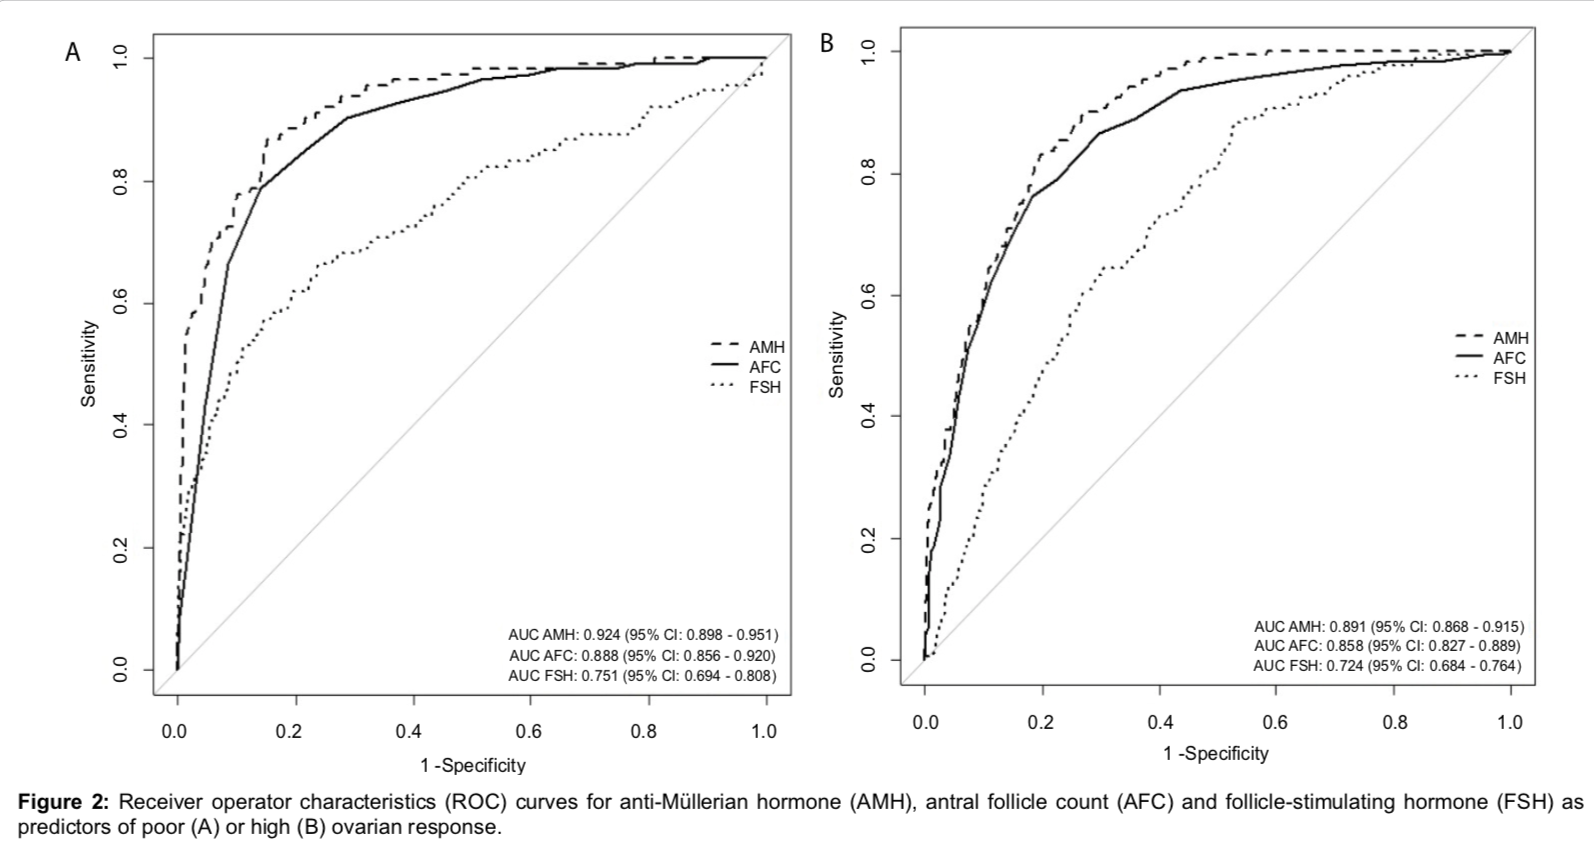 A
1.0
0.8
0.6
0.4
0.2
0.0
Sensitivity
AMH
AFC
FSH
AUC AMH: 0.924 (95% CI: 0.898 - 0.951)
AUC AFC: 0.888 (95% CI: 0.856 - 0.920)
AUC FSH: 0.751 (95% CI: 0.694 - 0.808)
0.0 0.2 0.4 0.6 0.8 1.0
1 -Specificity
B
1.0
0.8
0.6
0.4
0.2
0.0
Sensitivity
AMH
AFC
FSH
AUC AMH: 0.891 (95% CI: 0.868 - 0.915)
AUC AFC: 0.858 (95% CI: 0.827 - 0.889)
AUC FSH: 0.724 (95% CI: 0.684 - 0.764)
0.0 0.2 0.4 0.6 0.8 1.0
1 -Specificity
Figure 2: Receiver operator characteristics (ROC) curves for anti-Müllerian hormone (AMH), antral follicle count (AFC) and follicle-stimulating hormone (FSH) as
predictors of poor (A) or high (B) ovarian response.